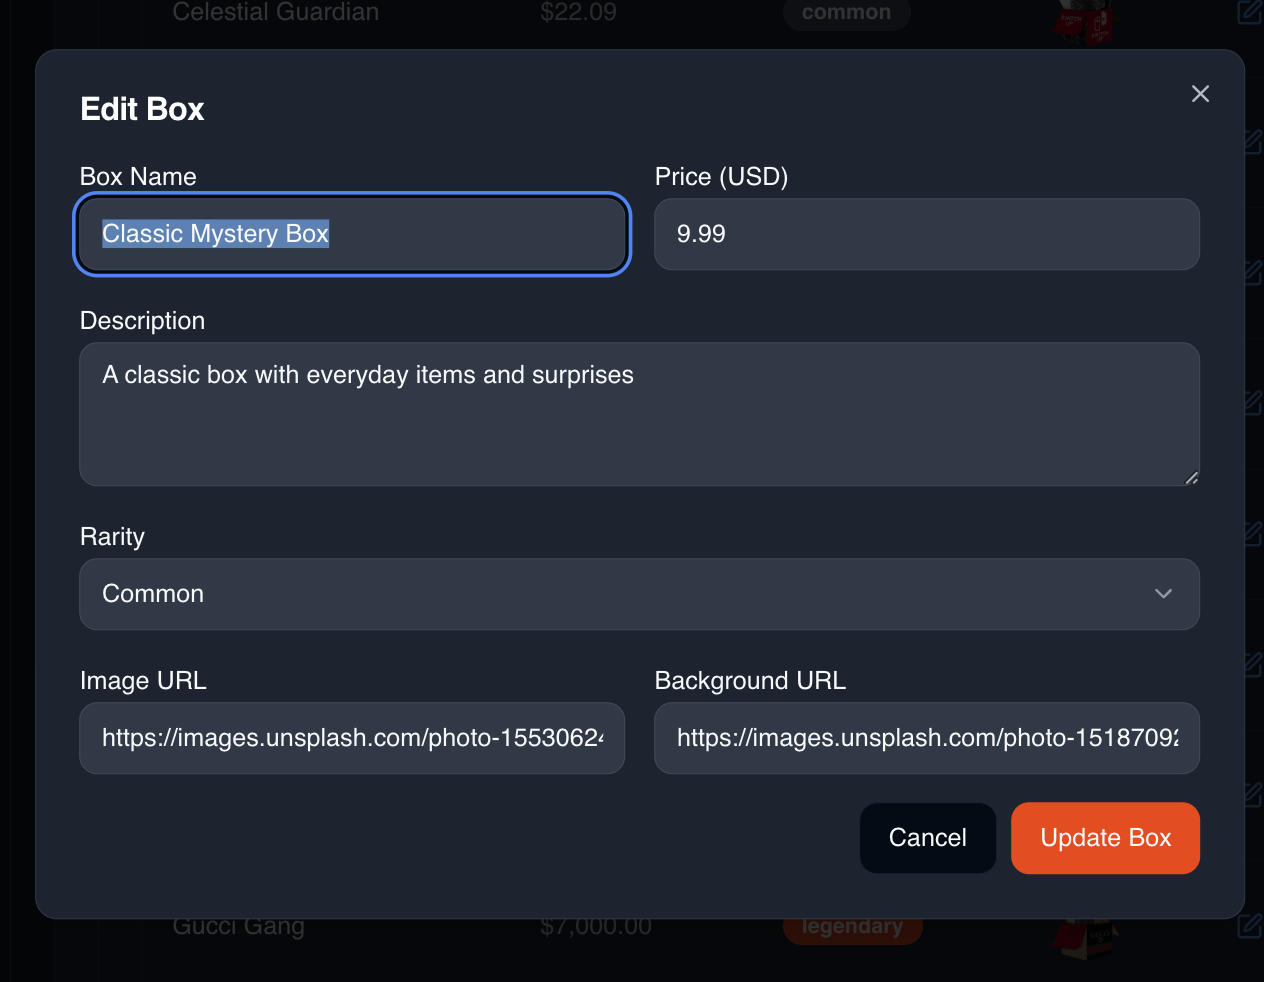 Celestial Guardian $22.09 common
Edit Box
Box Name Price (USD)
Classic Mystery Box 9.99
Description
A classic box with everyday items and surprises
Rarity
Common
Image URL Background URL
https://images.unsplash.com/photo-1553062 https://images.unsplash.com/photo-1518709
Cancel Update Box
Gucci Gang $7,000.00 legendary